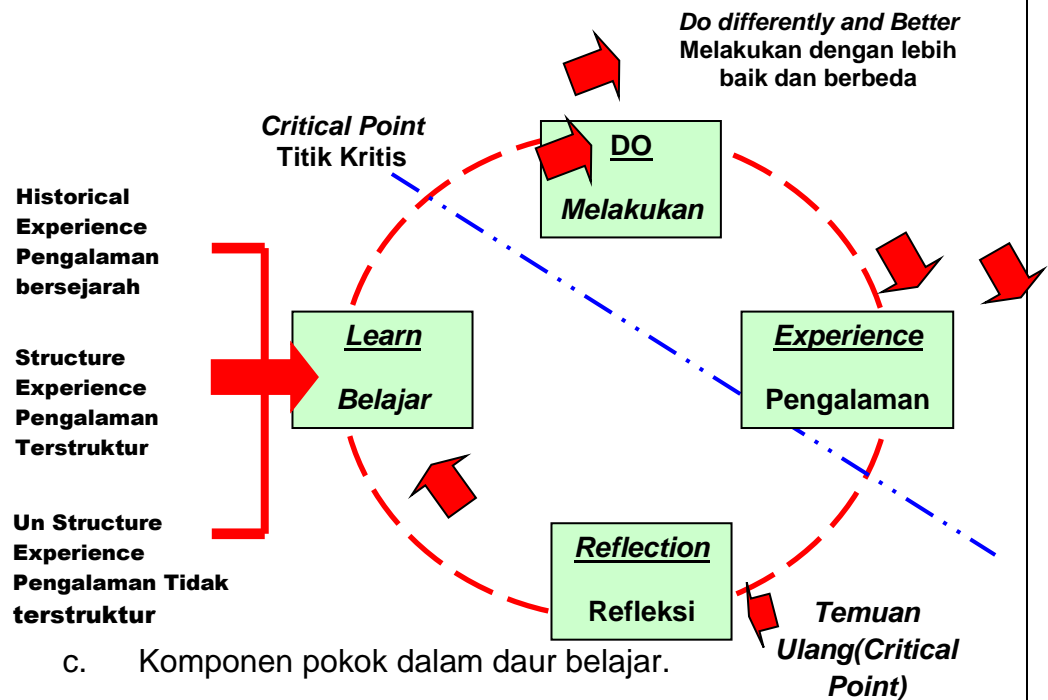 Do differently and Better
Melakukan dengan lebih
baik dan berbeda
Critical Point
Titik Kritis
DO
Melakukan
Historical
Experience
Pengalaman
bersejarah
Structure
Experience
Pengalaman
Terstruktur
Un Structure
Experience
Pengalaman Tidak
terstruktur
Learn
Belajar
Experience
Pengalaman
Reflection
Refleksi
Temuan
Ulang(Critical
Point)
c. Komponen pokok dalam daur belajar.